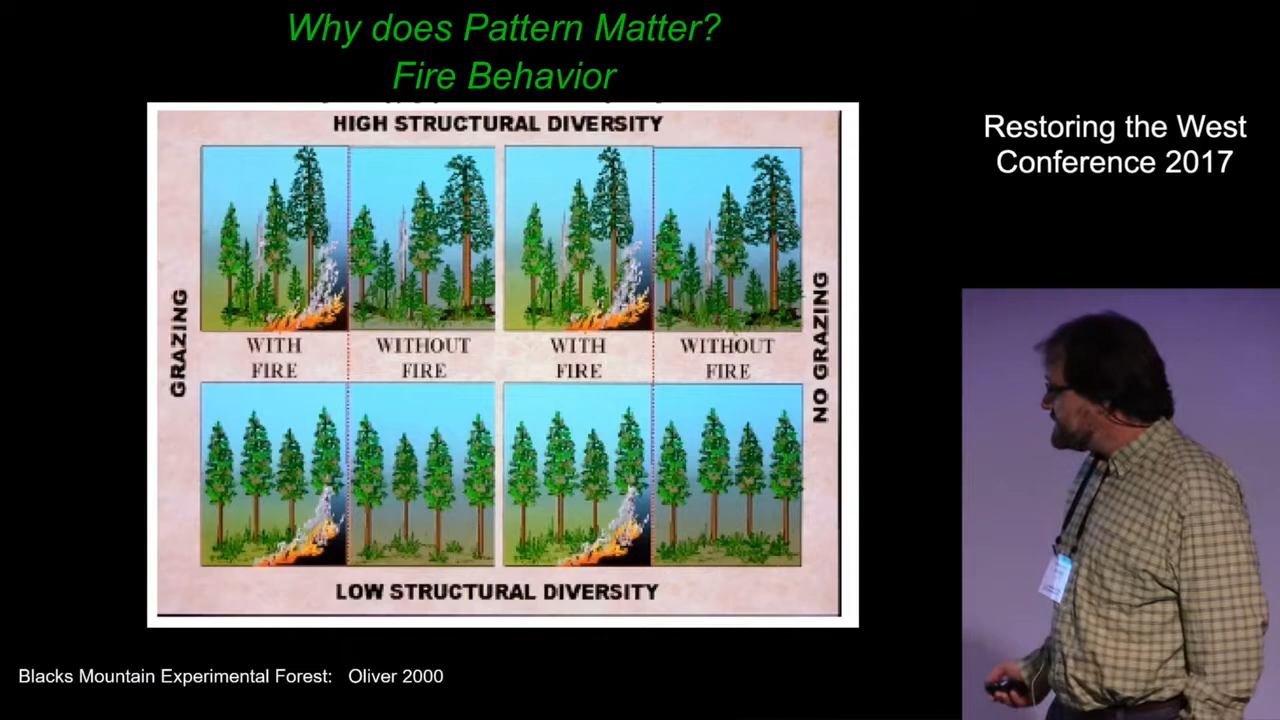 Why does Pattern Matter?
Fire Behavior
HIGH STRUCTURAL DIVERSITY
GRAZING
WITH
FIRE
WITHOUT
FIRE
WITH
FIRE
WITHOUT
FIRE
NO GRAZING
LOW STRUCTURAL DIVERSITY
Blacks Mountain Experimental Forest: Oliver 2000
Restoring the West
Conference 2017